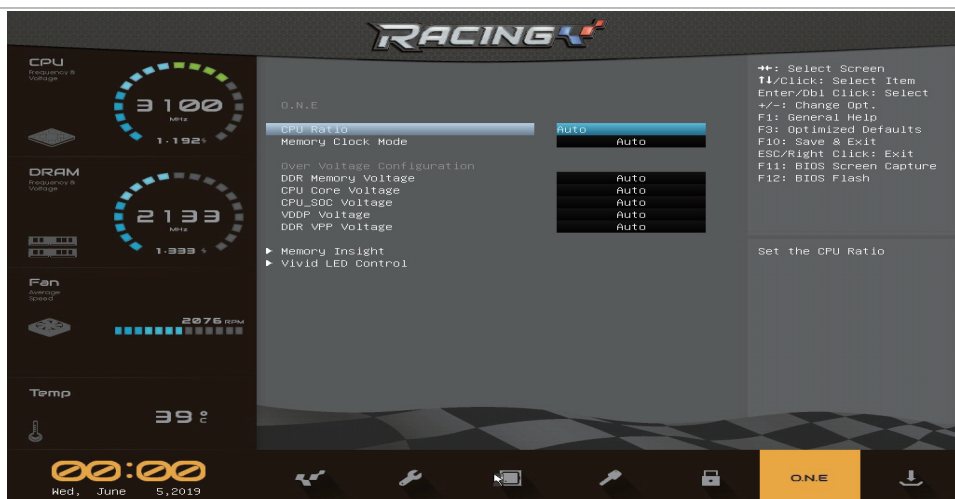 RACING
CPU
Frequency &
Voltage
3100
MHz
1.192v
DRAM
Frequency &
Voltage
2133
MHz
1.333 v
Fan
Average
Speed
2076 RPM
Temp
39 °C
00:00
Wed, June 5,2019
O.N.E
CPU Ratio Auto
Memory Clock Mode Auto
Over Voltage Configuration
DDR Memory Voltage Auto
CPU Core Voltage Auto
CPU_SOC Voltage Auto
VDDP Voltage Auto
DDR VPP Voltage Auto
▶ Memory Insight
▶ Vivid LED Control
→←: Select Screen
↑↓/Click: Select Item
Enter/Dbl Click: Select
+/-: Change Opt.
F1: General Help
F3: Optimized Defaults
F10: Save & Exit
ESC/Right Click: Exit
F11: BIOS Screen Capture
F12: BIOS Flash
Set the CPU Ratio
O.N.E